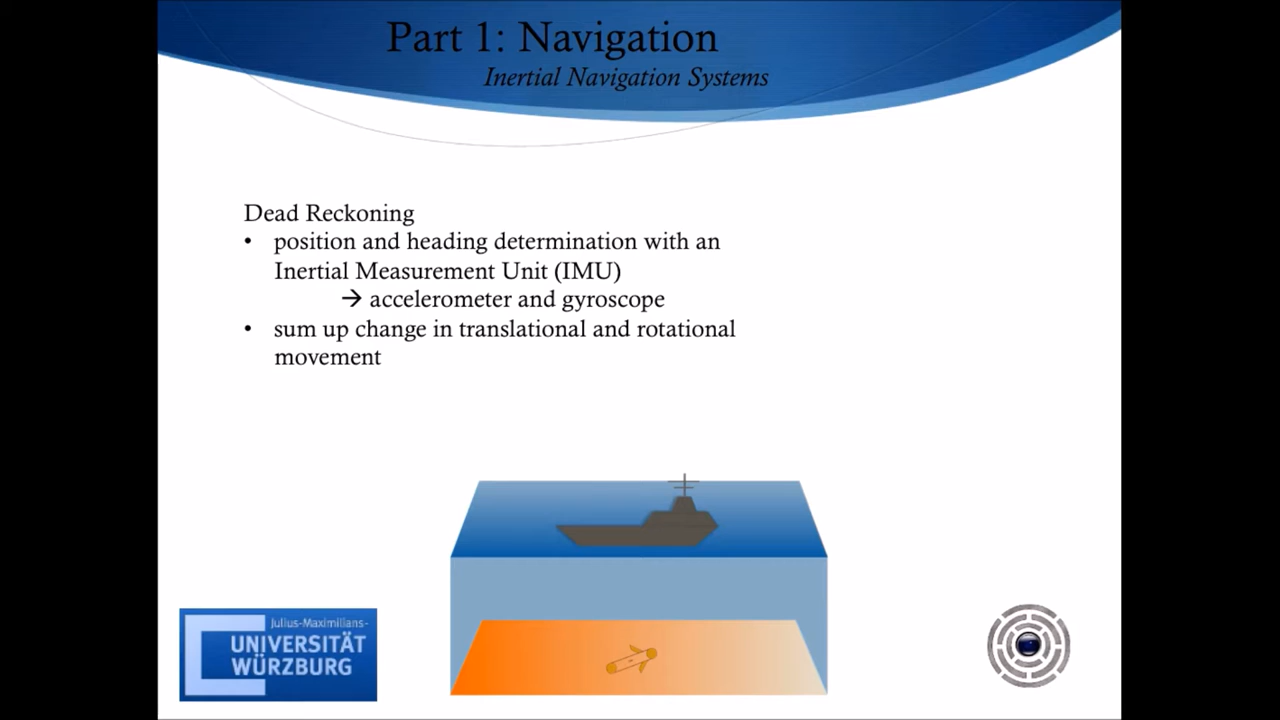 Part 1: Navigation
Inertial Navigation Systems
Dead Reckoning
• position and heading determination with an
Inertial Measurement Unit (IMU)
→ accelerometer and gyroscope
• sum up change in translational and rotational
movement
Julius-Maximilians-
UNIVERSITÄT
WÜRZBURG